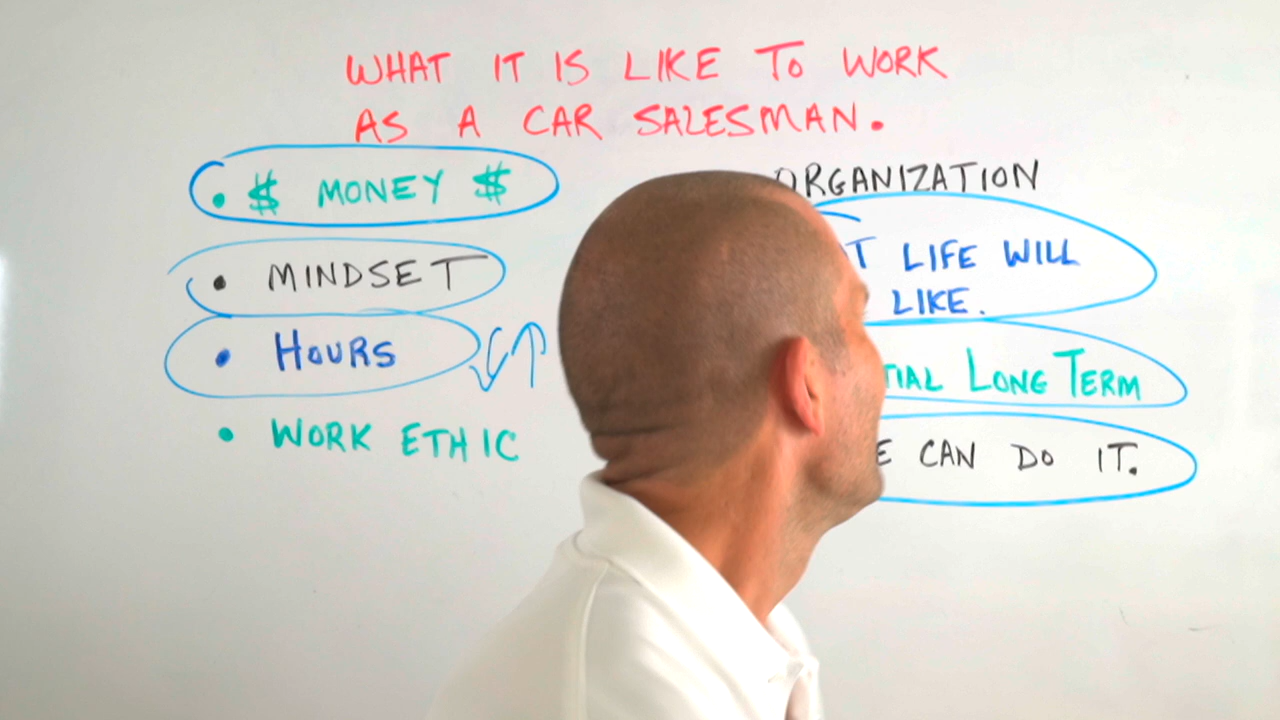 WHAT IT IS LIKE TO WORK
AS A CAR SALESMAN.
• $ MONEY $
• MINDSET
• HOURS
• WORK ETHIC
ORGANIZATION
LIFE WILL
LIKE.
LONG TERM
CAN DO IT.